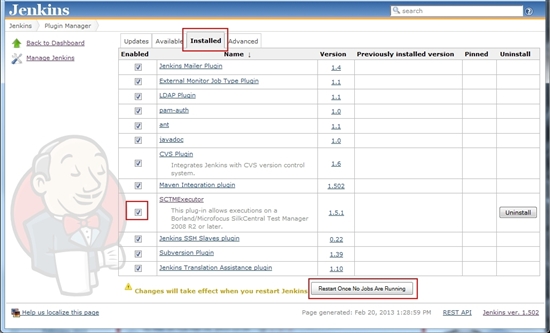 Jenkins
search
Jenkins Plugin Manager
Back to Dashboard
Manage Jenkins
Updates Available Installed Advanced
Enabled Name ↓ Version Previously installed version Pinned Uninstall
Jenkins Mailer Plugin 1.4
External Monitor Job Type Plugin 1.1
LDAP Plugin 1.1
pam-auth 1.0
ant 1.1
javadoc 1.0
CVS Plugin
Integrates Jenkins with CVS version control system. 1.6
Maven Integration plugin 1.502
SCTMExecutor
This plug-in allows executions on a Borland/Microfocus SilkCentral Test Manager 2008 R2 or later. 1.5.1 Uninstall
Jenkins SSH Slaves plugin 0.22
Subversion Plugin 1.39
Jenkins Translation Assistance plugin 1.10
Changes will take effect when you restart Jenkins Restart Once No Jobs Are Running
Help us localize this page Page generated: Feb 20, 2013 1:28:59 PM REST API Jenkins ver. 1.502